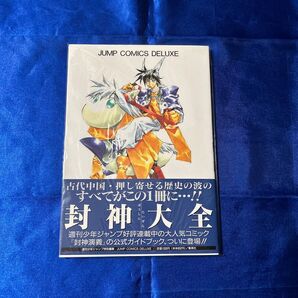 JUMP COMICS DELUXE
古代中国・押し寄せる歴史の波の
すべてがこの1冊に…!!
封神大全
週刊少年ジャンプ好評連載中の大人気コミック
「封神演義」の公式ガイドブック、ついに登場!!
JUMP COMICS DELUXE